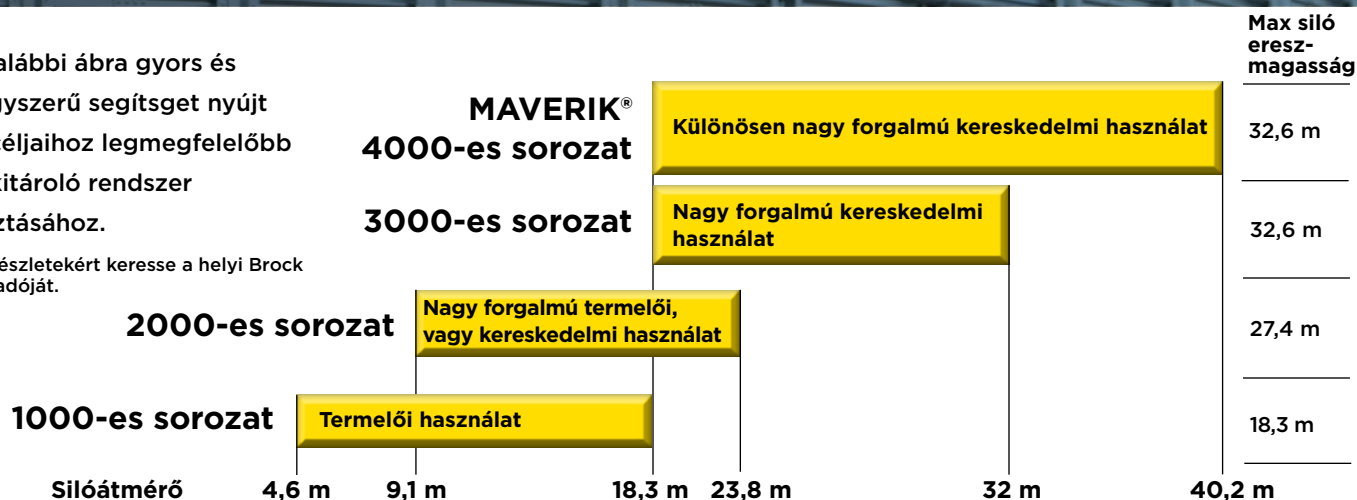 Max siló
eresz-
magasság
alábbi ábra gyors és
gyszerű segítsget nyújt
éljaihoz legmegfelelőbb
kitároló rendszer
ztásához.
észletekért keresse a helyi Brock
adóját.
MAVERIK®
4000-es sorozat
Különösen nagy forgalmú kereskedelmi használat
32,6 m
3000-es sorozat
Nagy forgalmú kereskedelmi
használat
32,6 m
2000-es sorozat
Nagy forgalmú termelői,
vagy kereskedelmi használat
27,4 m
1000-es sorozat
Termelői használat
18,3 m
Silóátmérő 4,6 m 9,1 m 18,3 m 23,8 m 32 m 40,2 m